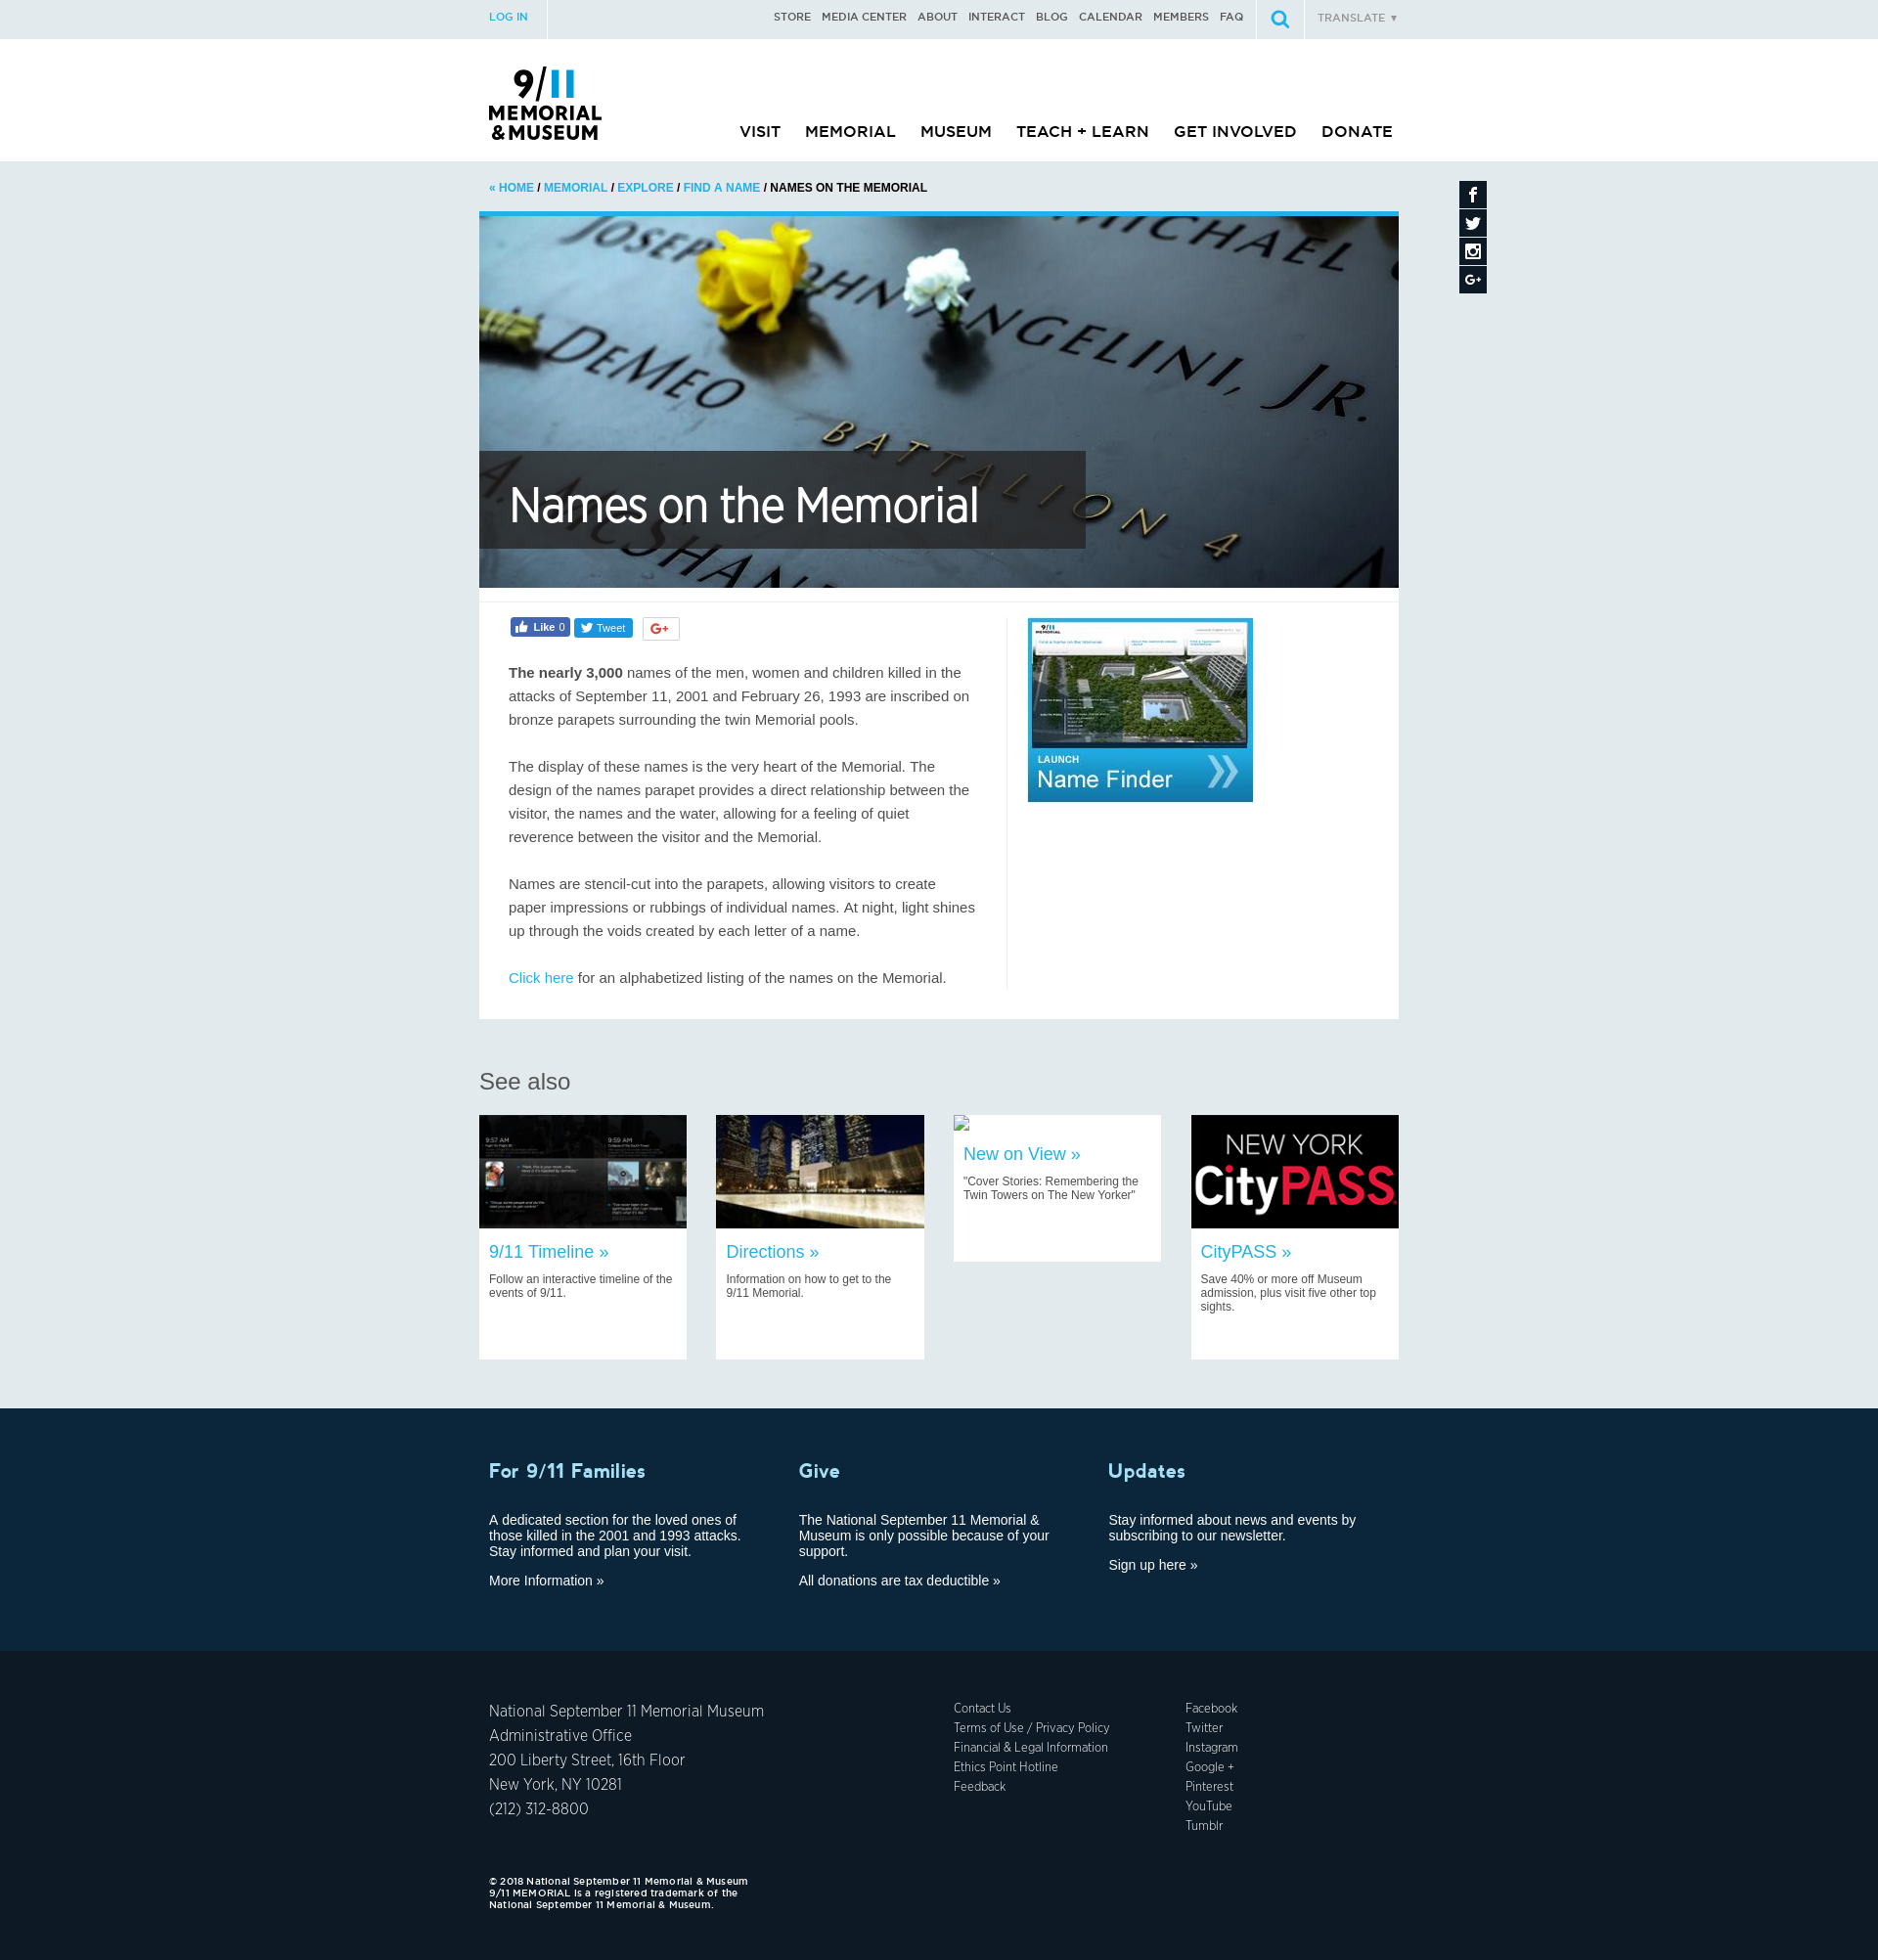 LOG IN
STORE MEDIA CENTER ABOUT INTERACT BLOG CALENDAR MEMBERS FAQ
TRANSLATE ▼
9/11
MEMORIAL
&MUSEUM
VISIT MEMORIAL MUSEUM TEACH + LEARN GET INVOLVED DONATE
« HOME / MEMORIAL / EXPLORE / FIND A NAME / NAMES ON THE MEMORIAL
JOSEPH JOHN ANGELINI, JR.
MICHAEL
DEMEO
BATTALION 4
Names on the Memorial
Like 0
Tweet
G+
The nearly 3,000 names of the men, women and children killed in the
attacks of September 11, 2001 and February 26, 1993 are inscribed on
bronze parapets surrounding the twin Memorial pools.
The display of these names is the very heart of the Memorial. The
design of the names parapet provides a direct relationship between the
visitor, the names and the water, allowing for a feeling of quiet
reverence between the visitor and the Memorial.
Names are stencil-cut into the parapets, allowing visitors to create
paper impressions or rubbings of individual names. At night, light shines
up through the voids created by each letter of a name.
Click here for an alphabetized listing of the names on the Memorial.
LAUNCH
Name Finder
See also
9:57 AM
9:59 AM
NEW YORK
CityPASS
9/11 Timeline »
Follow an interactive timeline of the
events of 9/11.
Directions »
Information on how to get to the
9/11 Memorial.
New on View »
"Cover Stories: Remembering the
Twin Towers on The New Yorker"
CityPASS »
Save 40% or more off Museum
admission, plus visit five other top
sights.
For 9/11 Families
A dedicated section for the loved ones of
those killed in the 2001 and 1993 attacks.
Stay informed and plan your visit.
More Information »
Give
The National September 11 Memorial &
Museum is only possible because of your
support.
All donations are tax deductible »
Updates
Stay informed about news and events by
subscribing to our newsletter.
Sign up here »
National September 11 Memorial Museum
Administrative Office
200 Liberty Street, 16th Floor
New York, NY 10281
(212) 312-8800
Contact Us
Terms of Use / Privacy Policy
Financial & Legal Information
Ethics Point Hotline
Feedback
Facebook
Twitter
Instagram
Google +
Pinterest
YouTube
Tumblr
© 2018 National September 11 Memorial & Museum
9/11 MEMORIAL is a registered trademark of the
National September 11 Memorial & Museum.